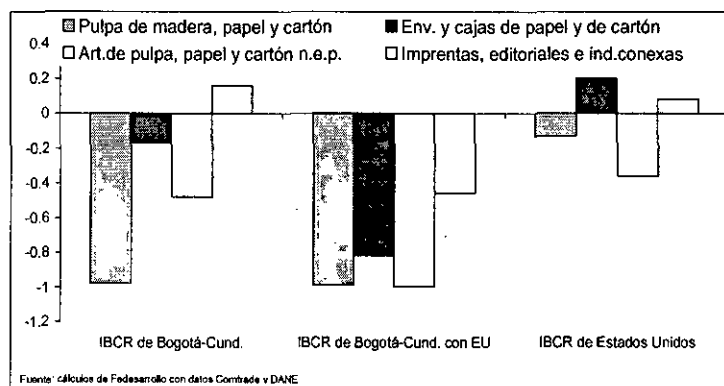 Pulpa de madera, papel y cartón Env. y cajas de papel y de cartón
Art.de pulpa, papel y cartón n.e.p. Imprentas, editoriales e ind.conexas
0.4
0.2
0
-0.2
-0.4
-0.6
-0.8
-1
-1.2
IBCR de Bogotá-Cund. IBCR de Bogotá-Cund. con EU IBCR de Estados Unidos
Fuente: cálculos de Fedesarrollo con datos Comtrade y DANE